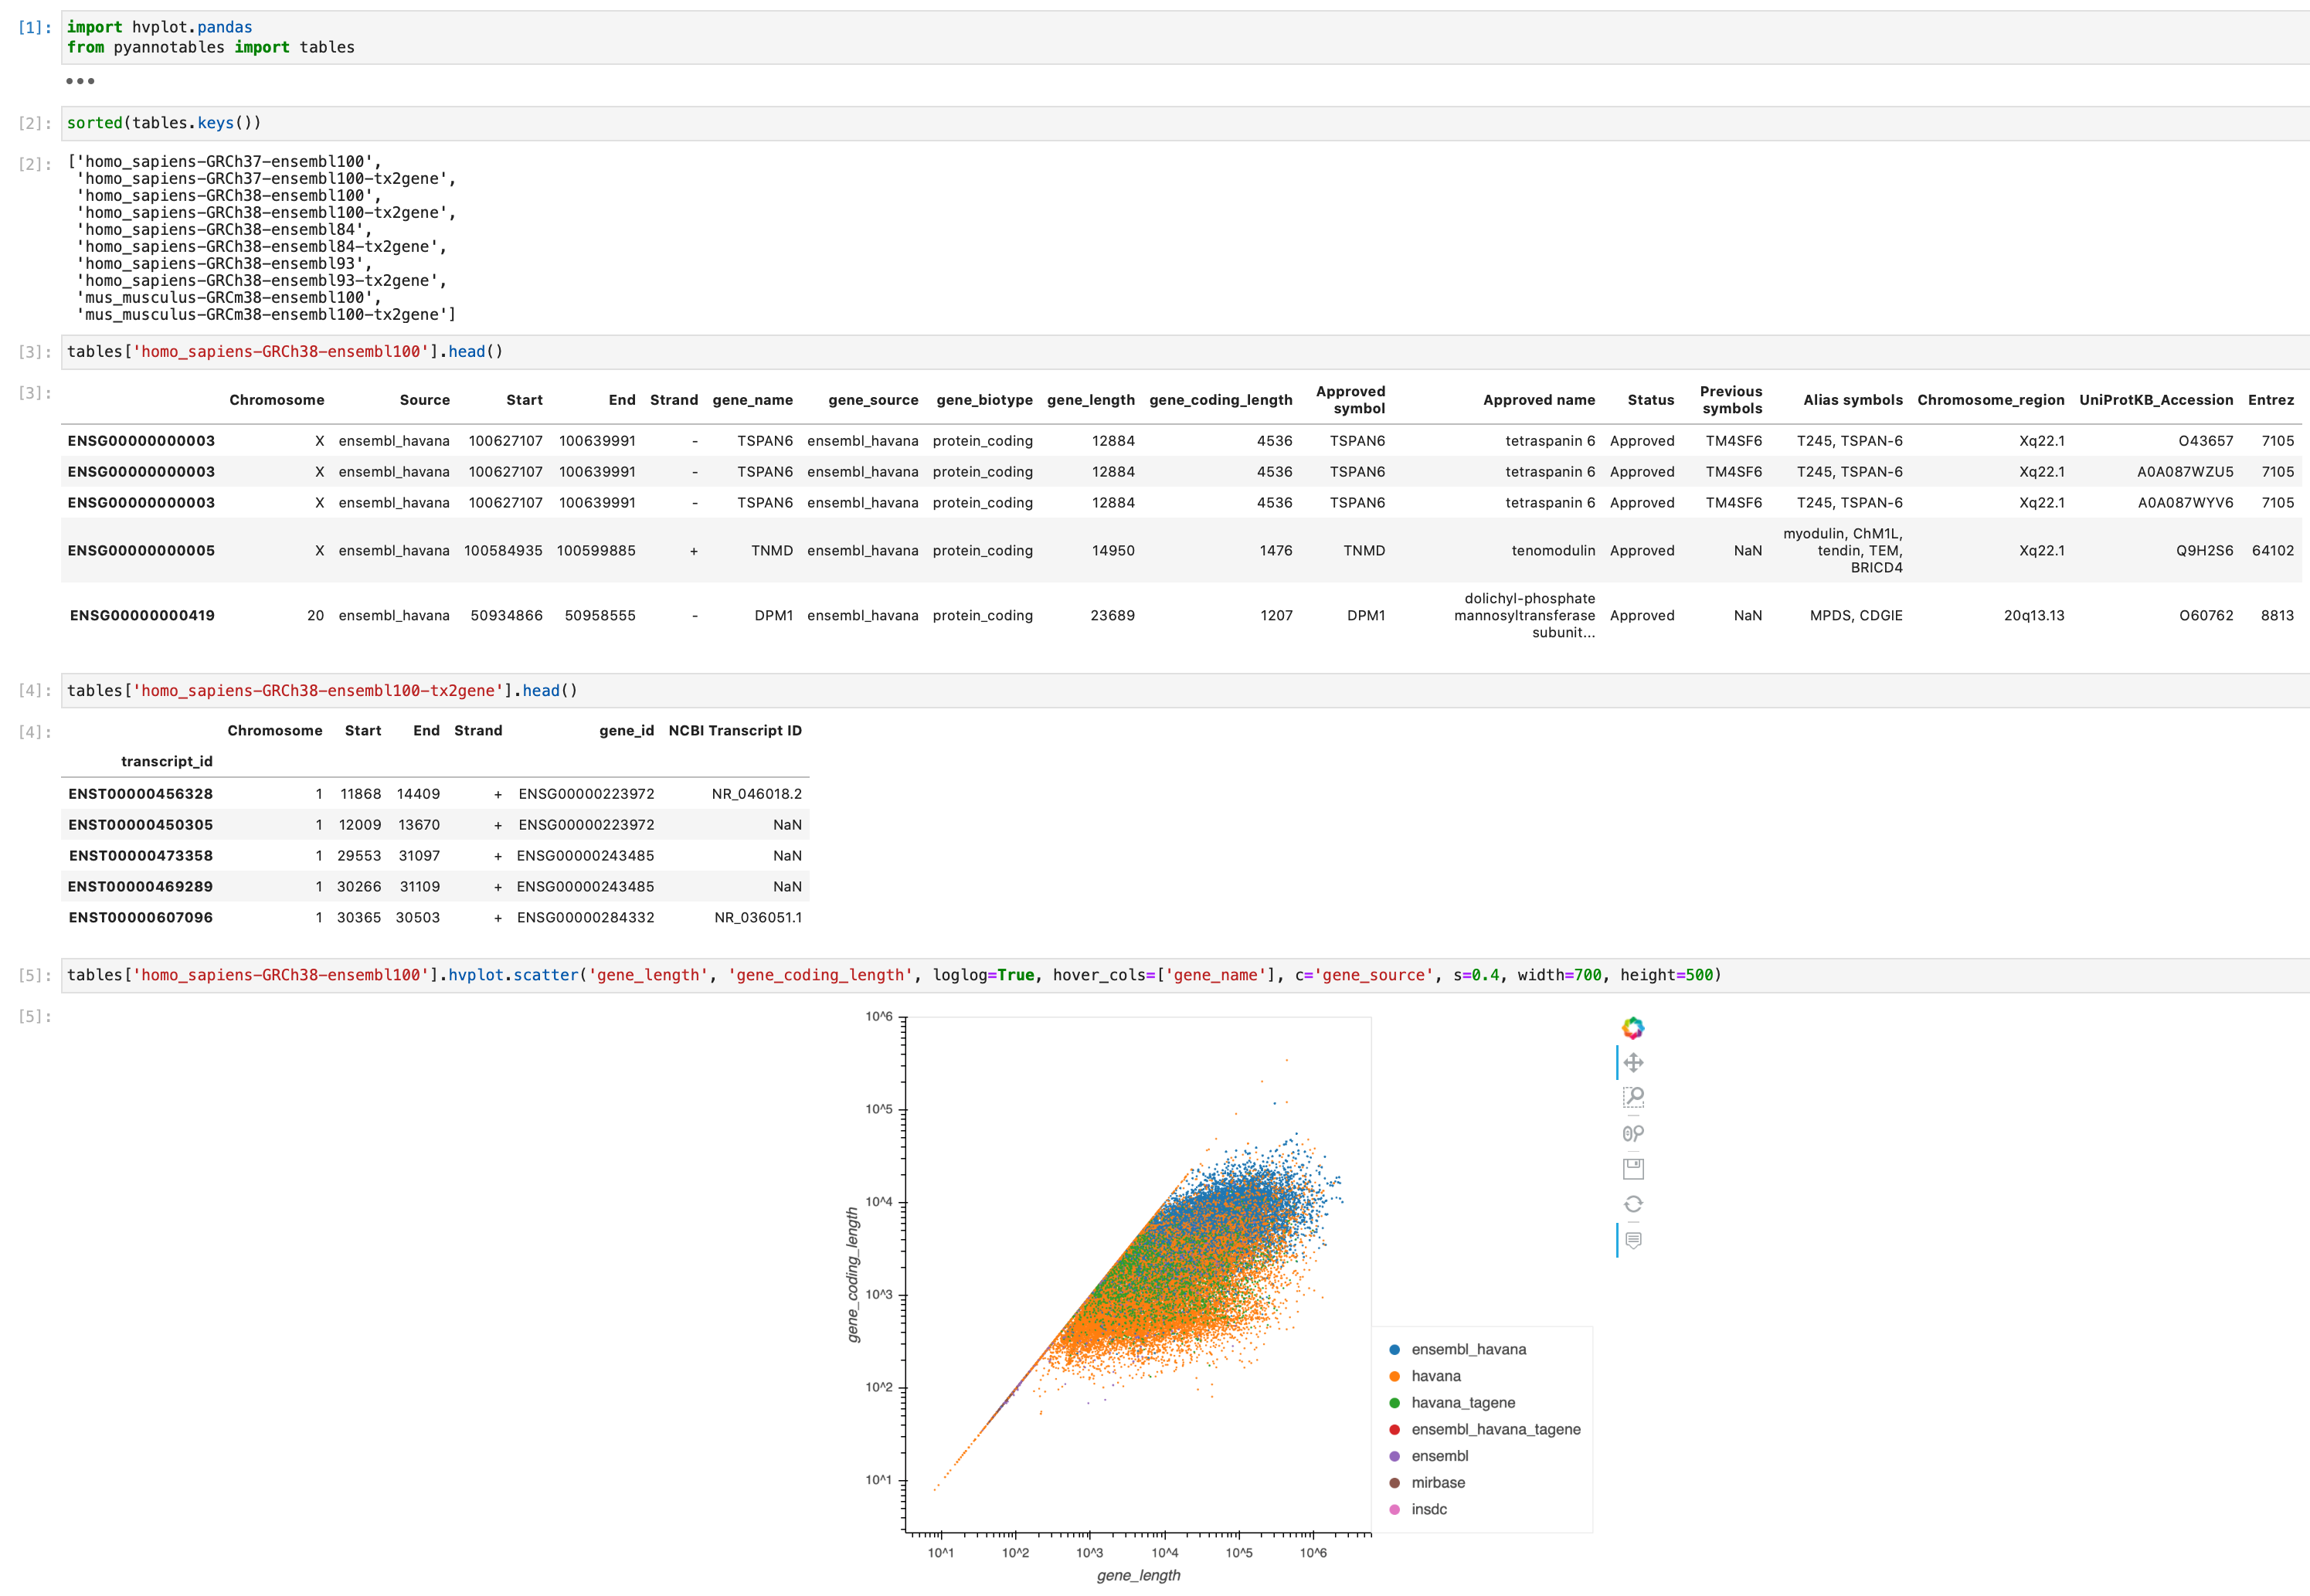 [1]: import hvplot.pandas
from pyannotables import tables
•••
[2]: sorted(tables.keys())
[2]: ['homo_sapiens-GRCh37-ensembl100',
'homo_sapiens-GRCh37-ensembl100-tx2gene',
'homo_sapiens-GRCh38-ensembl100',
'homo_sapiens-GRCh38-ensembl100-tx2gene',
'homo_sapiens-GRCh38-ensembl84',
'homo_sapiens-GRCh38-ensembl84-tx2gene',
'homo_sapiens-GRCh38-ensembl93',
'homo_sapiens-GRCh38-ensembl93-tx2gene',
'mus_musculus-GRCm38-ensembl100',
'mus_musculus-GRCm38-ensembl100-tx2gene']
[3]: tables['homo_sapiens-GRCh38-ensembl100'].head()
[3]: Chromosome Source Start End Strand gene_name gene_source gene_biotype gene_length gene_coding_length Approved symbol Approved name Status Previous symbols Alias symbols Chromosome_region UniProtKB_Accession Entrez
ENSG00000000003 X ensembl_havana 100627107 100639991 - TSPAN6 ensembl_havana protein_coding 12884 4536 TSPAN6 tetraspanin 6 Approved TM4SF6 T245, TSPAN-6 Xq22.1 O43657 7105
ENSG00000000003 X ensembl_havana 100627107 100639991 - TSPAN6 ensembl_havana protein_coding 12884 4536 TSPAN6 tetraspanin 6 Approved TM4SF6 T245, TSPAN-6 Xq22.1 A0A087WZU5 7105
ENSG00000000003 X ensembl_havana 100627107 100639991 - TSPAN6 ensembl_havana protein_coding 12884 4536 TSPAN6 tetraspanin 6 Approved TM4SF6 T245, TSPAN-6 Xq22.1 A0A087WYV6 7105
ENSG00000000005 X ensembl_havana 100584935 100599885 + TNMD ensembl_havana protein_coding 14950 1476 TNMD tenomodulin Approved NaN myodulin, ChM1L, tendin, TEM, BRICD4 Xq22.1 Q9H2S6 64102
ENSG00000000419 20 ensembl_havana 50934866 50958555 - DPM1 ensembl_havana protein_coding 23689 1207 DPM1 dolichyl-phosphate mannosyltransferase subunit... Approved NaN MPDS, CDGIE 20q13.13 O60762 8813
[4]: tables['homo_sapiens-GRCh38-ensembl100-tx2gene'].head()
[4]: Chromosome Start End Strand gene_id NCBI Transcript ID
transcript_id
ENST00000456328 1 11868 14409 + ENSG00000223972 NR_046018.2
ENST00000450305 1 12009 13670 + ENSG00000223972 NaN
ENST00000473358 1 29553 31097 + ENSG00000243485 NaN
ENST00000469289 1 30266 31109 + ENSG00000243485 NaN
ENST00000607096 1 30365 30503 + ENSG00000284332 NR_036051.1
[5]: tables['homo_sapiens-GRCh38-ensembl100'].hvplot.scatter('gene_length', 'gene_coding_length', loglog=True, hover_cols=['gene_name'], c='gene_source', s=0.4, width=700, height=500)
[5]:
10^6
10^5
10^4
10^3
10^2
10^1
gene_coding_length
10^1 10^2 10^3 10^4 10^5 10^6
gene_length
ensembl_havana
havana
havana_tagene
ensembl_havana_tagene
ensembl
mirbase
insdc